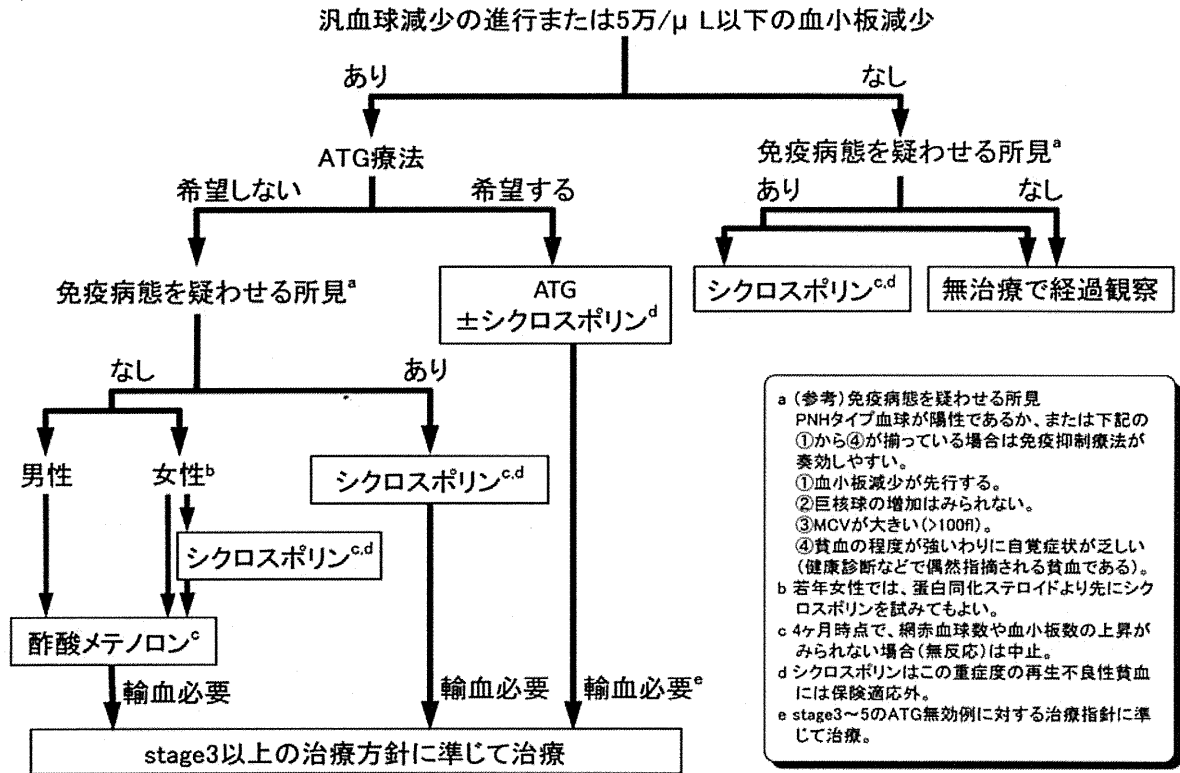 汎血球減少の進行または5万/μ L以下の血小板減少
あり
なし
ATG療法
免疫病態を疑わせる所見a
希望しない
希望する
あり
なし
免疫病態を疑わせる所見a
ATG
±シクロスポリンd
シクロスポリンc,d
無治療で経過観察
なし
あり
男性
女性b
シクロスポリンc,d
シクロスポリンc,d
酢酸メテノロンc
輸血必要
輸血必要
輸血必要e
stage3以上の治療方針に準じて治療
a (参考)免疫病態を疑わせる所見
PNHタイプ血球が陽性であるか、または下記の
①から④が揃っている場合は免疫抑制療法が
奏効しやすい。
①血小板減少が先行する。
②巨核球の増加はみられない。
③MCVが大きい(>100fl)。
④貧血の程度が強いわりに自覚症状が乏しい
(健康診断などで偶然指摘される貧血である)。
b 若年女性では、蛋白同化ステロイドより先にシク
ロスポリンを試みてもよい。
c 4ヶ月時点で、網赤血球数や血小板数の上昇が
みられない場合(無反応)は中止。
d シクロスポリンはこの重症度の再生不良性貧血
には保険適応外。
e stage3～5のATG無効例に対する治療指針に準
じて治療。